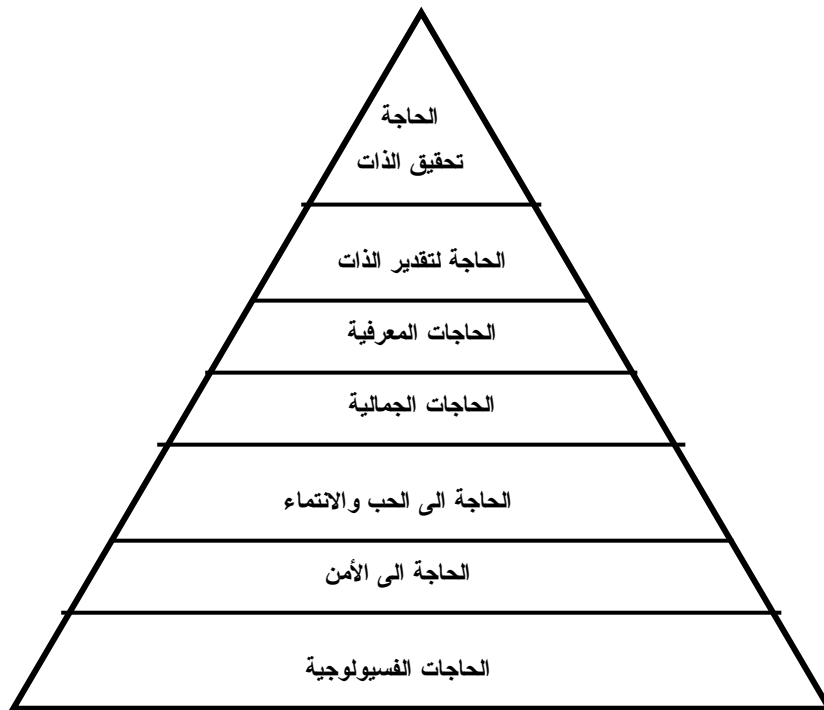 الحاجة
تحقيق الذات
الحاجة لتقدير الذات
الحاجات المعرفية
الحاجات الجمالية
الحاجة الى الحب والانتماء
الحاجة الى الأمن
الحاجات الفسيولوجية